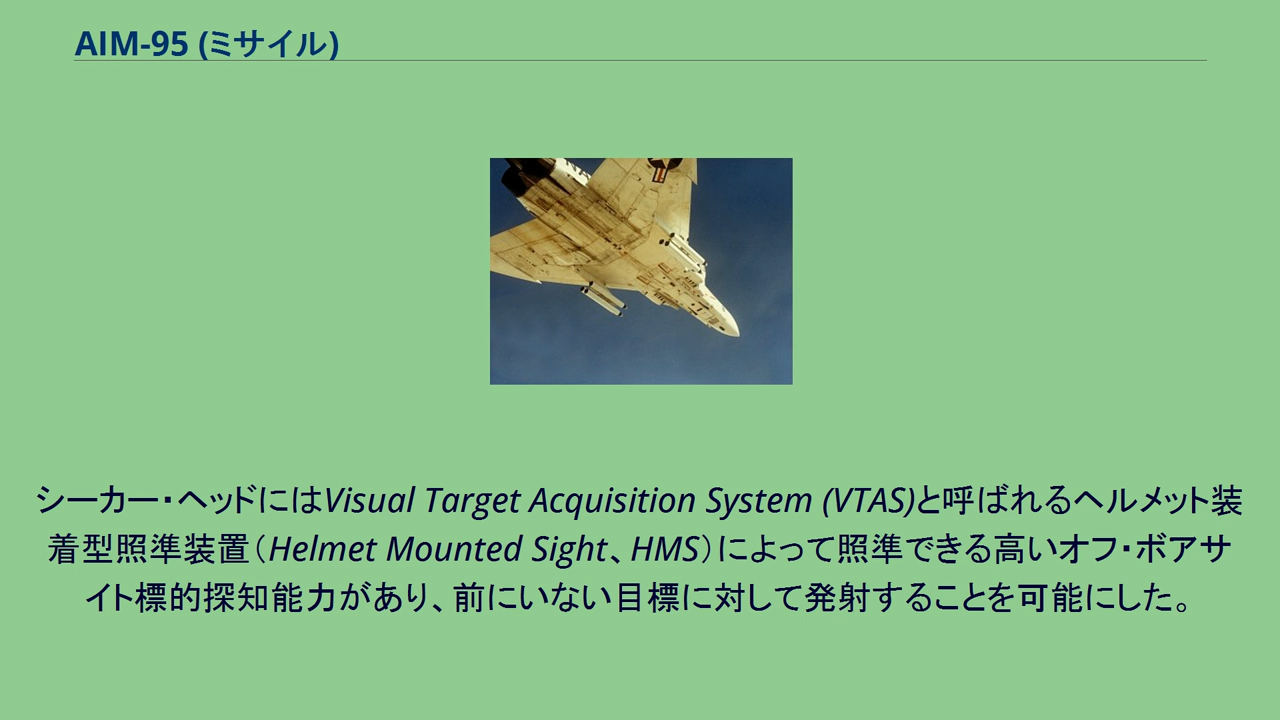 AIM-95 (ミサイル)
シーカー・ヘッドにはVisual Target Acquisition System (VTAS)と呼ばれるヘルメット装
着型照準装置（Helmet Mounted Sight、HMS）によって照準できる高いオフ・ボアサ
イト標的探知能力があり、前にいない目標に対して発射することを可能にした。